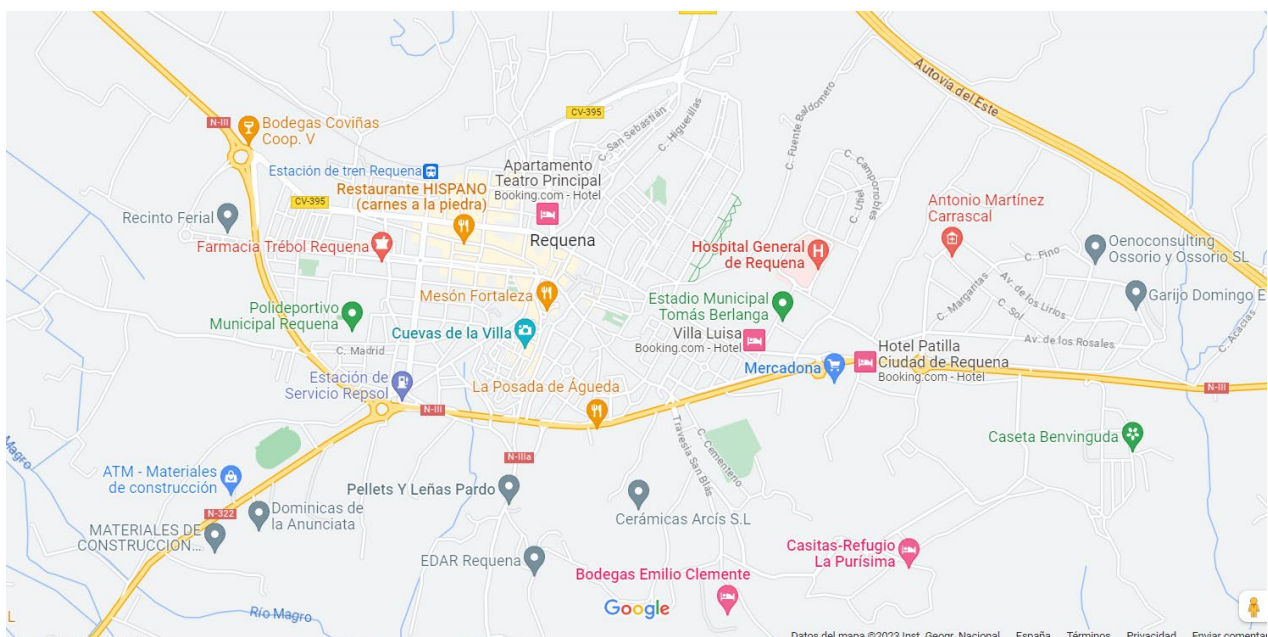 Autovía del Este
CV-395
N-III
Bodegas Coviñas
Coop. V
C. San Sebastián
C. Higuerillas
C. Fuente Baldomero
C. Camporrobles
C. Utiel
Estación de tren Requena
Apartamento
Teatro Principal
Booking.com - Hotel
Restaurante HISPANO
(carnes a la piedra)
CV-395
Recinto Ferial
Farmacia Trébol Requena
Requena
Hospital General
de Requena
Antonio Martínez
Carrascal
C. Fino
Oenoconsulting
Ossorio y Ossorio SL
Polideportivo
Municipal Requena
Mesón Fortaleza
Estadio Municipal
Tomás Berlanga
C. Margaritas
Av. de los Lirios
C. Sol
Garijo Domingo E
C. Acacias
Cuevas de la Villa
Villa Luisa
Booking.com - Hotel
C. Madrid
Av. de los Rosales
Hotel Patilla
Ciudad de Requena
Booking.com - Hotel
Mercadona
Estación de
Servicio Repsol
La Posada de Águeda
N-III
N-III
Travesía San Blás
C. Cementerio
Caseta Benvinguda
Magro
N-IIIa
ATM - Materiales
de construcción
Pellets Y Leñas Pardo
N-322
Dominicas de
la Anunciata
Cerámicas Arcís S.L
MATERIALES DE
CONSTRUCCION...
EDAR Requena
Casitas-Refugio
La Purísima
Bodegas Emilio Clemente
Río Magro
Google
L
Datos del mapa ©2023 Inst. Geogr. Nacional España Términos Privacidad Enviar comentar